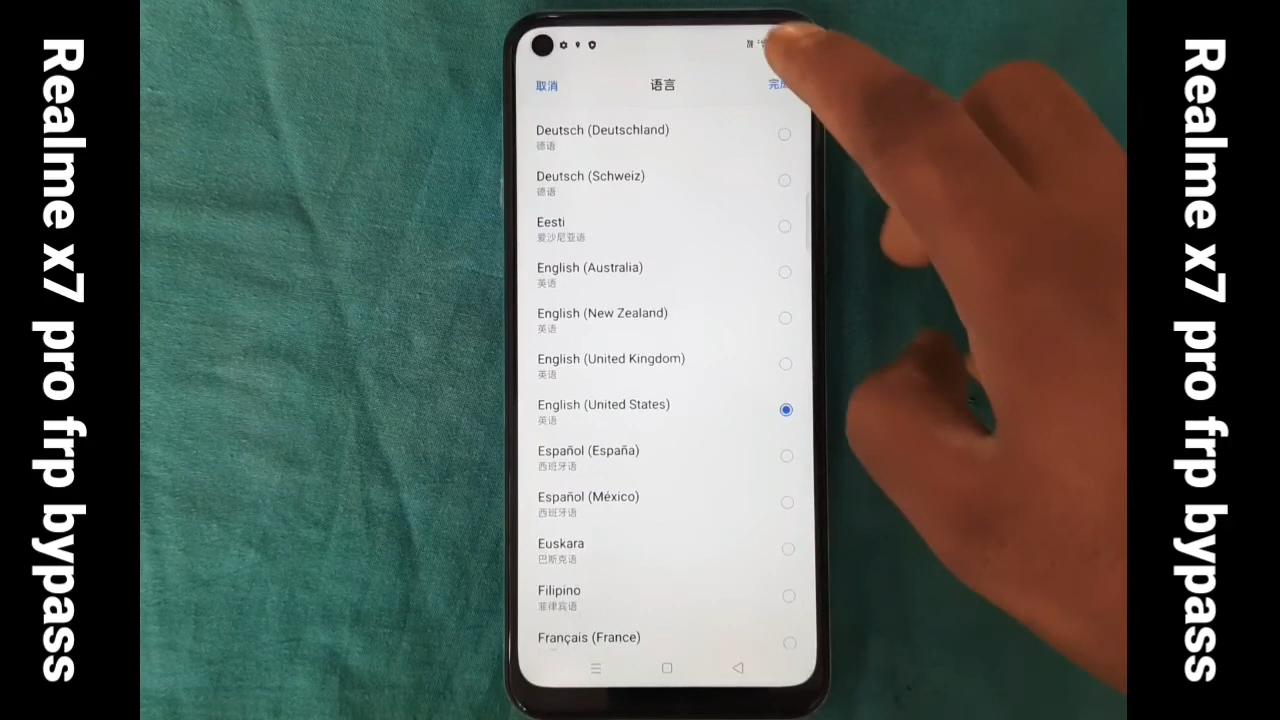 Realme x7 pro frp bypass
取消
语言
Deutsch (Deutschland)
德语
Deutsch (Schweiz)
德语
Eesti
爱沙尼亚语
English (Australia)
英语
English (New Zealand)
英语
English (United Kingdom)
英语
English (United States)
英语
Español (España)
西班牙语
Español (México)
西班牙语
Euskara
巴斯克语
Filipino
菲律宾语
Français (France)
Realme x7 pro frp bypass